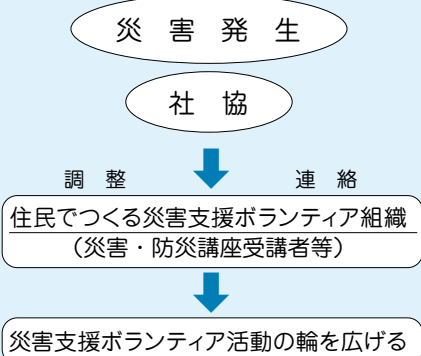 災害発生
社協
調整 連絡
住民でつくる災害支援ボランティア組織
（災害・防災講座受講者等）
災害支援ボランティア活動の輪を広げる